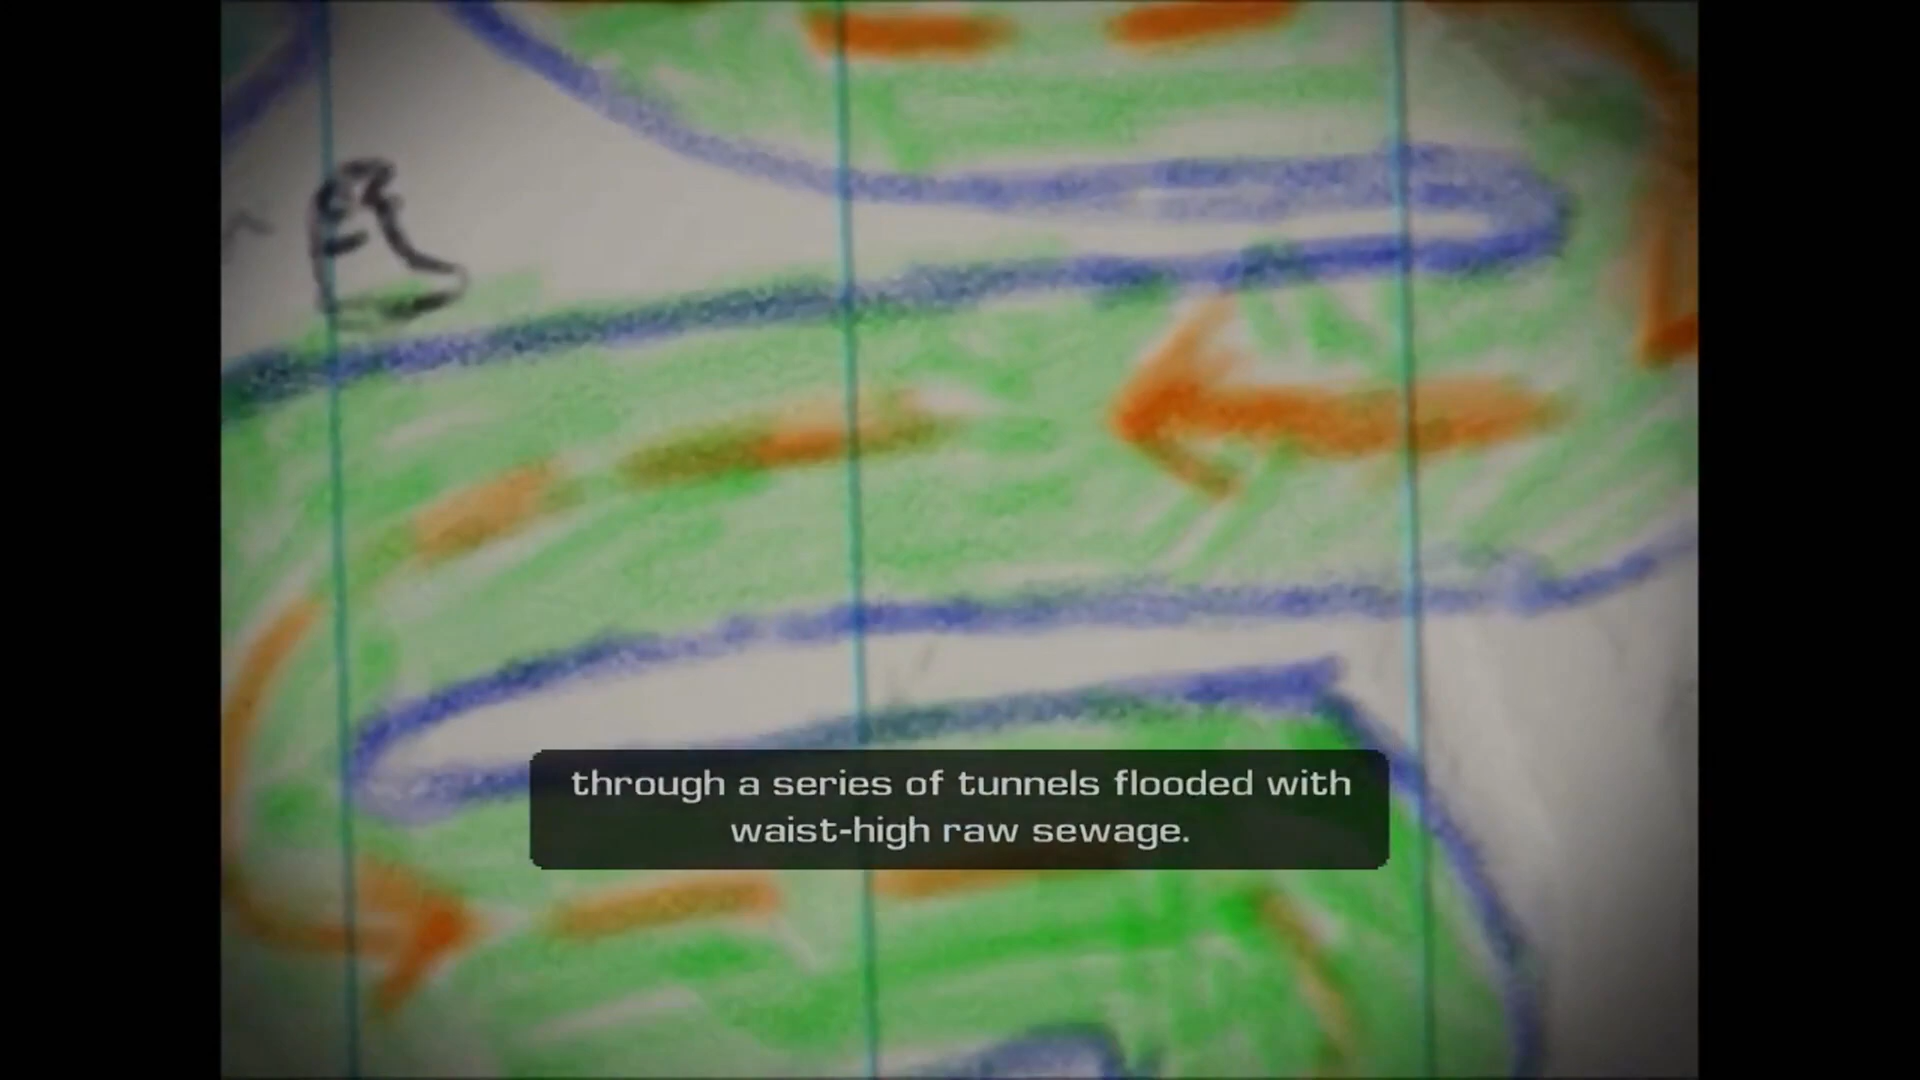 through a series of tunnels flooded with
waist-high raw sewage.